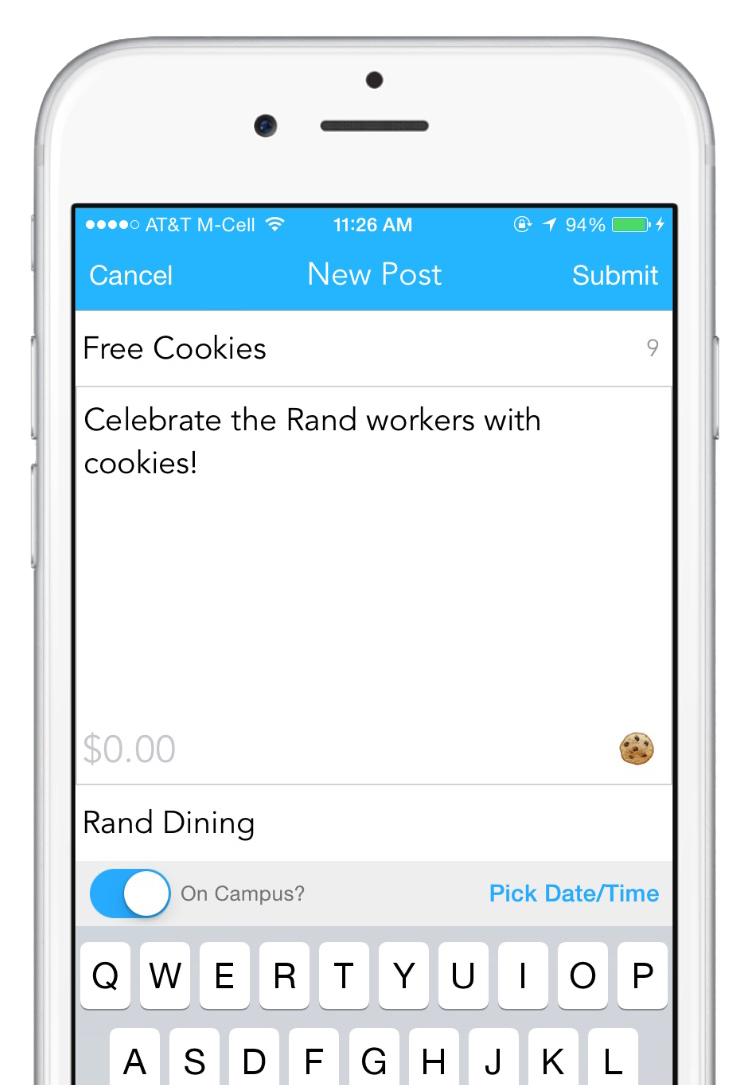 AT&T M-Cell 11:26 AM 94%
Cancel New Post Submit
Free Cookies 9
Celebrate the Rand workers with
cookies!
$0.00
Rand Dining
On Campus? Pick Date/Time
Q W E R T Y U I O P
A S D F G H J K L